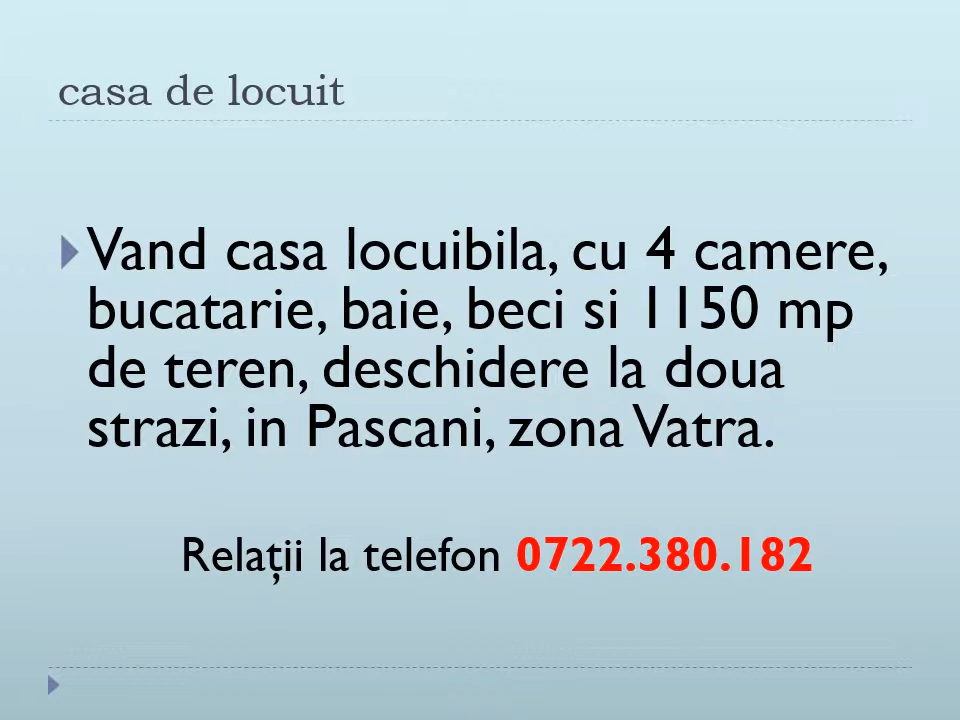 casa de locuit
Vand casa locuibila, cu 4 camere,
bucatarie, baie, beci si 1150 mp
de teren, deschidere la doua
strazi, in Pascani, zona Vatra.
Relații la telefon 0722.380.182